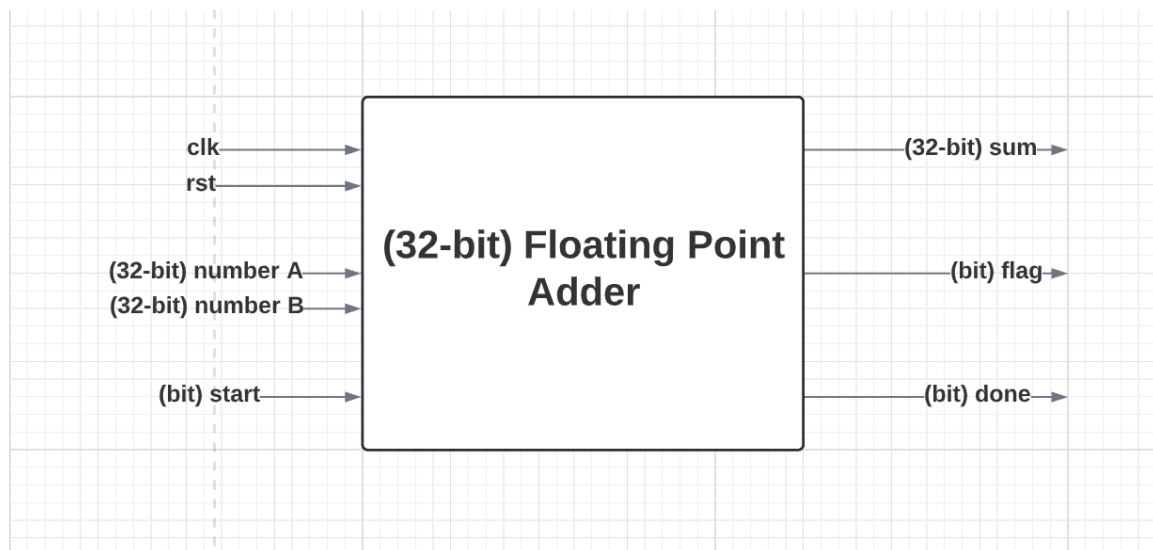 clk
rst
(32-bit) number A
(32-bit) number B
(bit) start
(32-bit) Floating Point
Adder
(32-bit) sum
(bit) flag
(bit) done